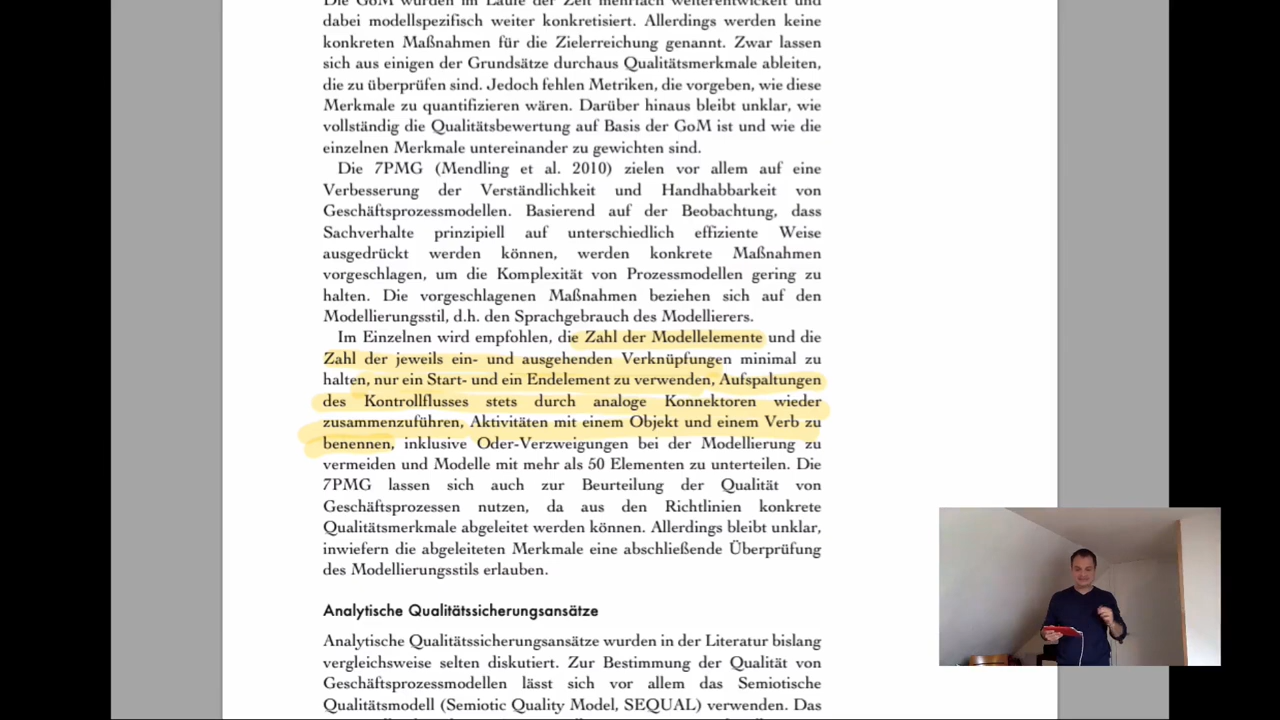 Die GoM wurden im Laufe der Zeit mehrfach weiterentwickelt und
dabei modellspezifisch weiter konkretisiert. Allerdings werden keine
konkreten Maßnahmen für die Zielerreichung genannt. Zwar lassen
sich aus einigen der Grundsätze durchaus Qualitätsmerkmale ableiten,
die zu überprüfen sind. Jedoch fehlen Metriken, die vorgeben, wie diese
Merkmale zu quantifizieren wären. Darüber hinaus bleibt unklar, wie
vollständig die Qualitätsbewertung auf Basis der GoM ist und wie die
einzelnen Merkmale untereinander zu gewichten sind.
Die 7PMG (Mendling et al. 2010) zielen vor allem auf eine
Verbesserung der Verständlichkeit und Handhabbarkeit von
Geschäftsprozessmodellen. Basierend auf der Beobachtung, dass
Sachverhalte prinzipiell auf unterschiedlich effiziente Weise
ausgedrückt werden können, werden konkrete Maßnahmen
vorgeschlagen, um die Komplexität von Prozessmodellen gering zu
halten. Die vorgeschlagenen Maßnahmen beziehen sich auf den
Modellierungsstil, d.h. den Sprachgebrauch des Modellierers.
Im Einzelnen wird empfohlen, die Zahl der Modellelemente und die
Zahl der jeweils ein- und ausgehenden Verknüpfungen minimal zu
halten, nur ein Start- und ein Endelement zu verwenden, Aufspaltungen
des Kontrollflusses stets durch analoge Konnektoren wieder
zusammenzuführen, Aktivitäten mit einem Objekt und einem Verb zu
benennen, inklusive Oder-Verzweigungen bei der Modellierung zu
vermeiden und Modelle mit mehr als 50 Elementen zu unterteilen. Die
7PMG lassen sich auch zur Beurteilung der Qualität von
Geschäftsprozessen nutzen, da aus den Richtlinien konkrete
Qualitätsmerkmale abgeleitet werden können. Allerdings bleibt unklar,
inwiefern die abgeleiteten Merkmale eine abschließende Überprüfung
des Modellierungsstils erlauben.
Analytische Qualitätssicherungsansätze
Analytische Qualitätssicherungsansätze wurden in der Literatur bislang
vergleichsweise selten diskutiert. Zur Bestimmung der Qualität von
Geschäftsprozessmodellen lässt sich vor allem das Semiotische
Qualitätsmodell (Semiotic Quality Model, SEQUAL) verwenden. Das